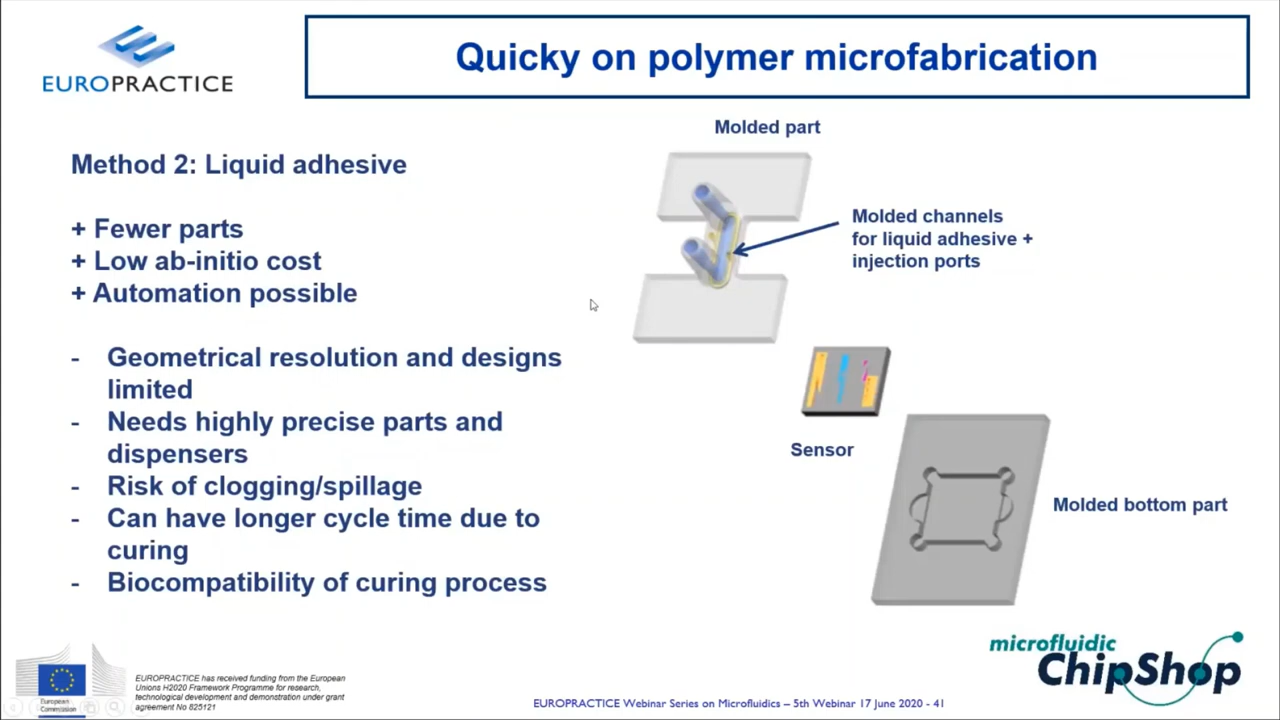 EUROPRACTICE
Quicky on polymer microfabrication
Method 2: Liquid adhesive
+ Fewer parts
+ Low ab-initio cost
+ Automation possible
- Geometrical resolution and designs
limited
- Needs highly precise parts and
dispensers
- Risk of clogging/spillage
- Can have longer cycle time due to
curing
- Biocompatibility of curing process
Molded part
Molded channels
for liquid adhesive +
injection ports
Sensor
Molded bottom part
European
Commission
EUROPRACTICE has received funding from the European
Unions H2020 Framework Programme for research,
technological development and demonstration under grant
agreement No 825121
EUROPRACTICE Webinar Series on Microfluidics – 5th Webinar 17 June 2020 - 41
microfluidic
ChipShop